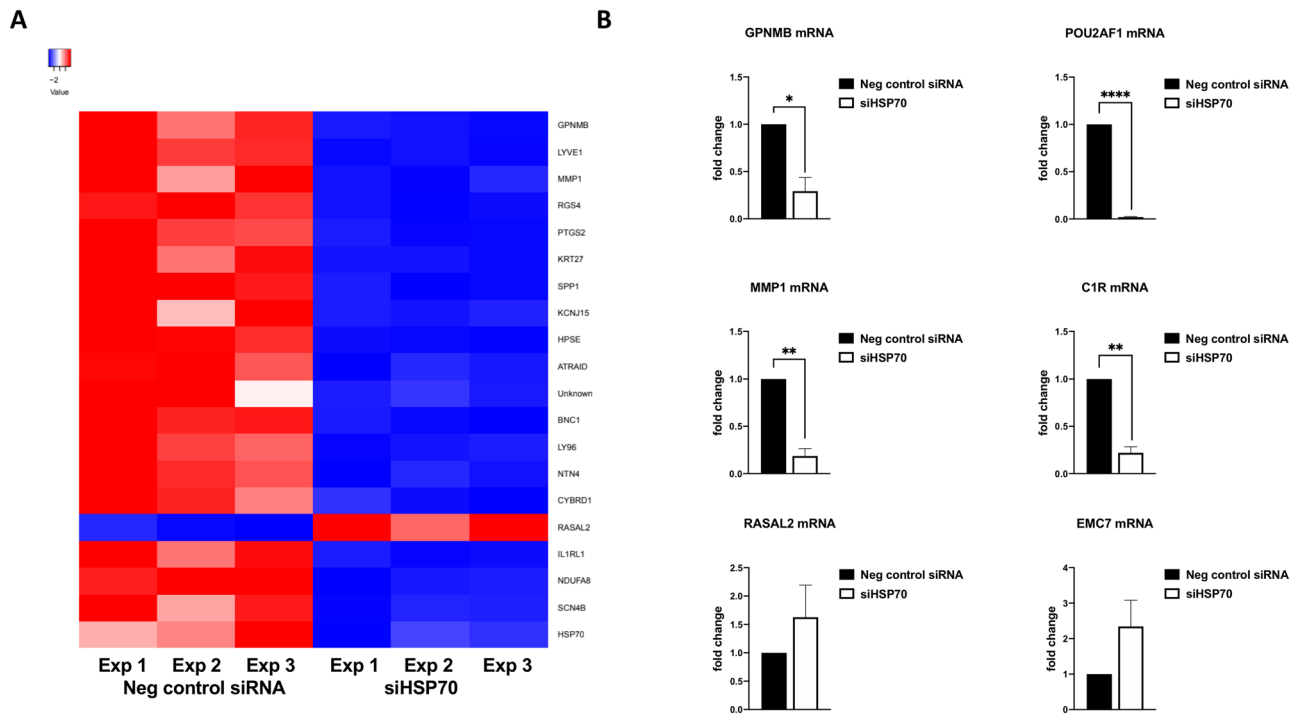 A
−2
Value
GPNMB
LYVE1
MMP1
RGS4
PTGS2
KRT27
SPP1
KCNJ15
HPSE
ATRAID
Unknown
BNC1
LY96
NTN4
CYBRD1
RASAL2
IL1RL1
NDUFA8
SCN4B
HSP70
Exp 1 Exp 2 Exp 3 Exp 1 Exp 2 Exp 3
Neg control siRNA siHSP70
B
GPNMB mRNA
fold change
1.5
1.0
0.5
0.0
*
Neg control siRNA
siHSP70
POU2AF1 mRNA
fold change
1.5
1.0
0.5
0.0
****
Neg control siRNA
siHSP70
MMP1 mRNA
fold change
1.5
1.0
0.5
0.0
**
Neg control siRNA
siHSP70
C1R mRNA
fold change
1.5
1.0
0.5
0.0
**
Neg control siRNA
siHSP70
RASAL2 mRNA
fold change
2.5
2.0
1.5
1.0
0.5
0.0
Neg control siRNA
siHSP70
EMC7 mRNA
fold change
4
3
2
1
0
Neg control siRNA
siHSP70